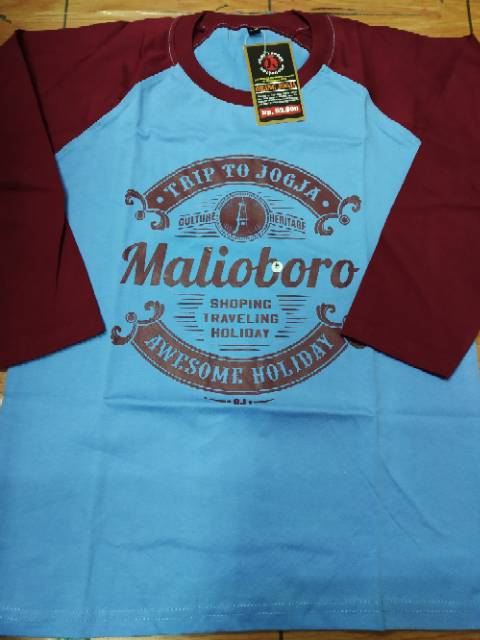 TRIP TO JOGJA
CULTURE HERITAGE
Malioboro
SHOPING
TRAVELING
HOLIDAY
AWESOME HOLIDAY